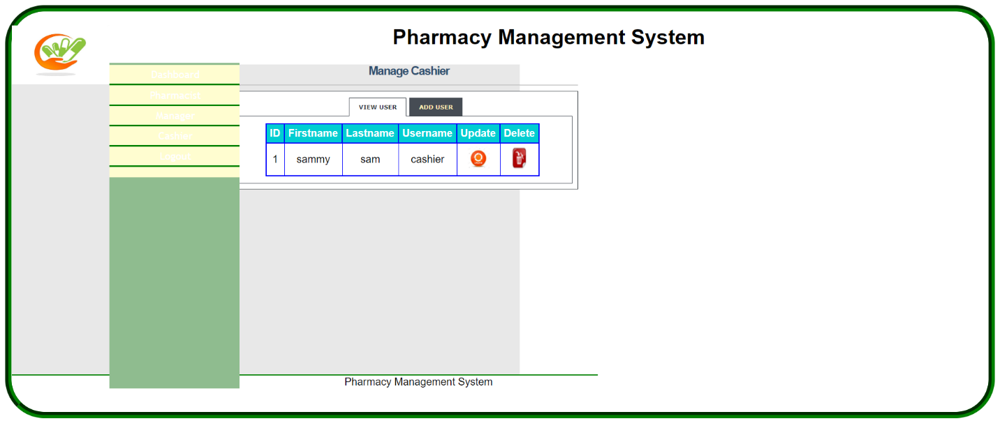 Pharmacy Management System
Manage Cashier
Dashboard
Pharmacist
Manager
Cashier
Logout
VIEW USER ADD USER
ID Firstname Lastname Username Update Delete
1 sammy sam cashier
Pharmacy Management System